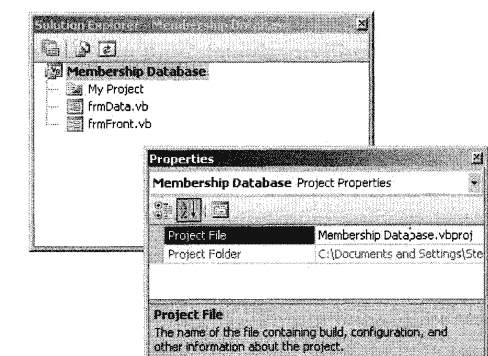 Solution Explorer - Membership Database
Membership Database
My Project
frmData.vb
frmFront.vb
Properties
Membership Database Project Properties
Project File Membership Database.vbproj
Project Folder C:\Documents and Settings\Ste
Project File
The name of the file containing build, configuration, and
other information about the project.